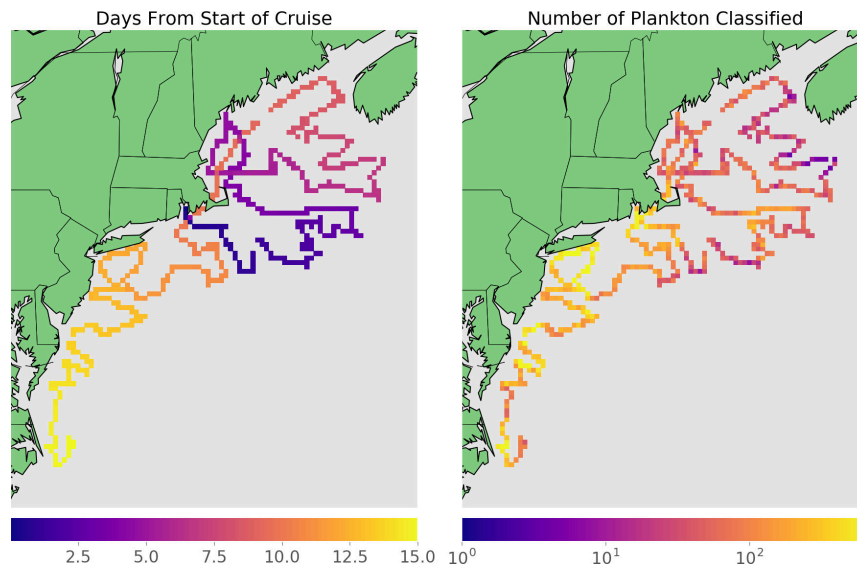 Days From Start of Cruise
Number of Plankton Classified
2.5 5.0 7.5 10.0 12.5 15.0
10⁰ 10¹ 10²